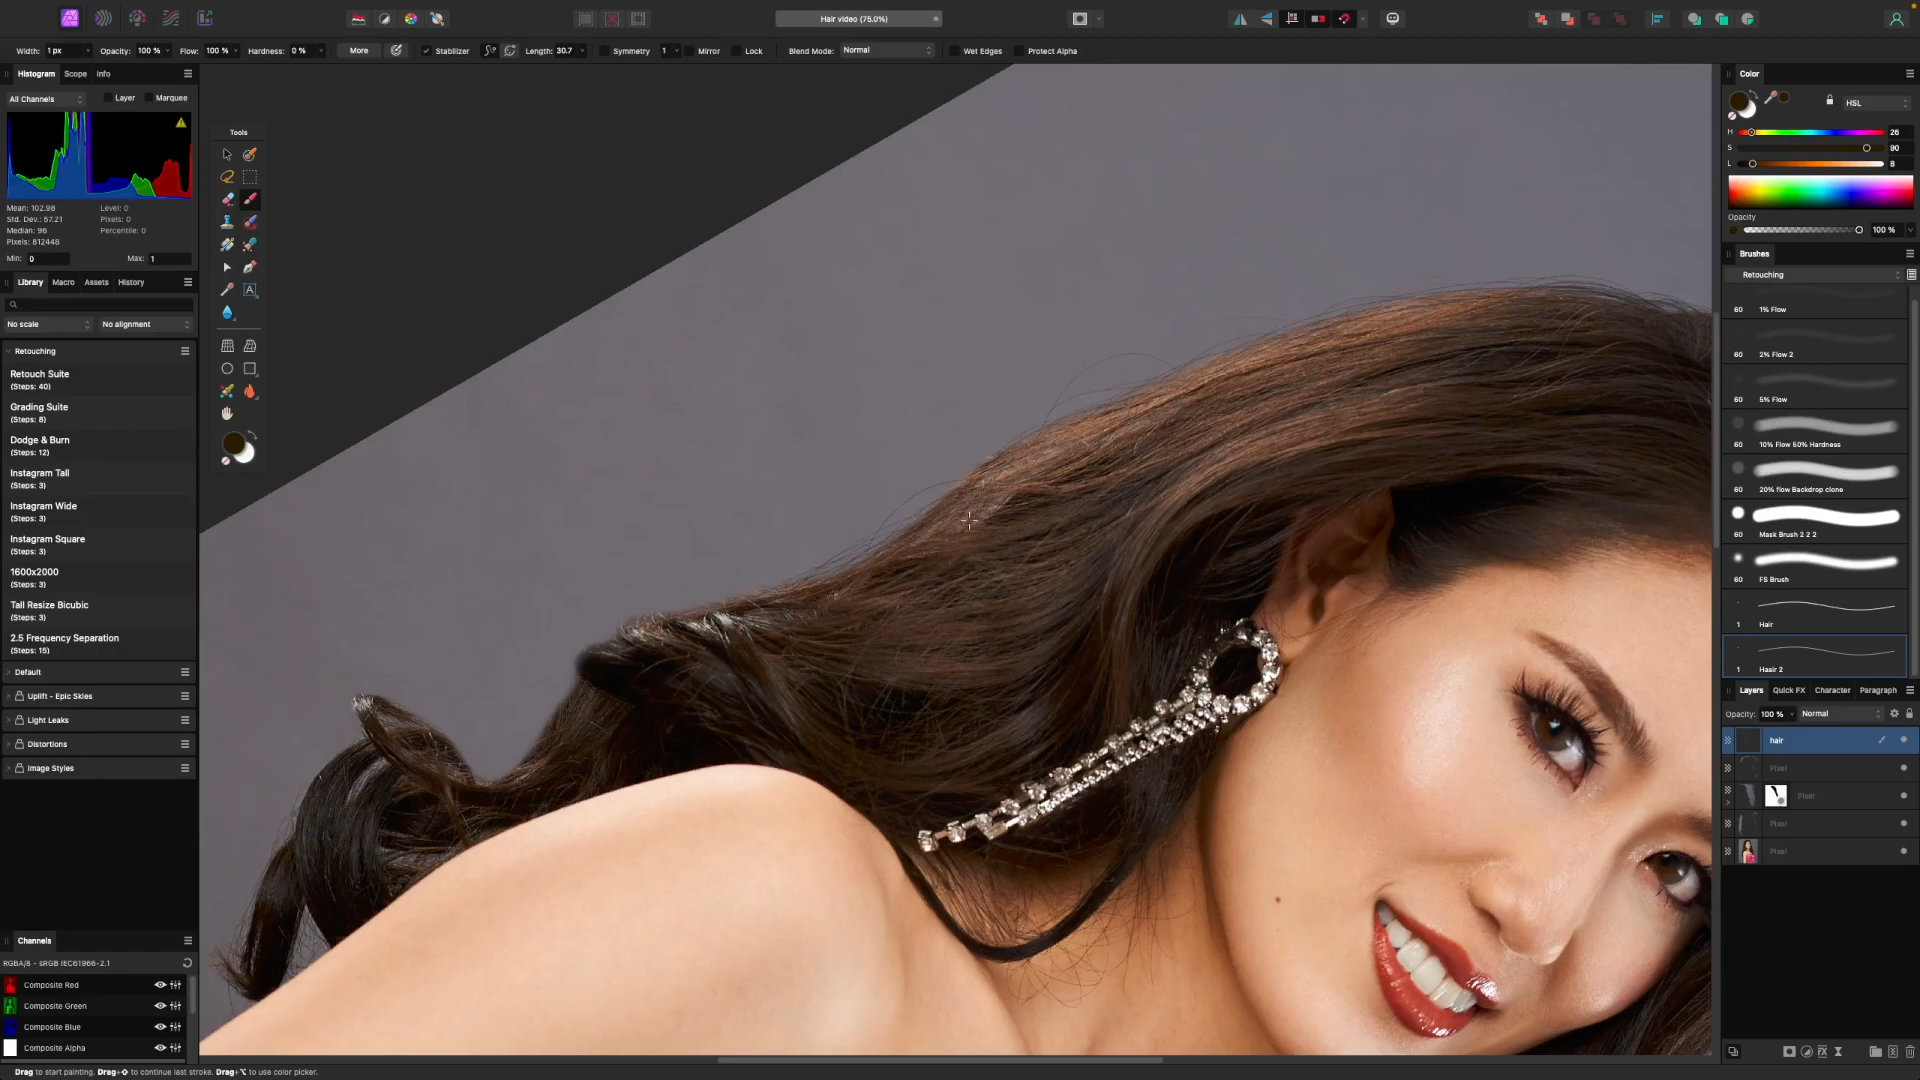 Hair video (75.0%)
Width: 1 px Opacity: 100 % Flow: 100 % Hardness: 0 % More Stabilizer Length: 30.7 Symmetry 1 Mirror Lock Blend Mode: Normal Wet Edges Protect Alpha
Histogram Scope Info
All Channels Layer Marquee
Mean: 102.98 Level: 0
Std. Dev.: 57.21 Pixels: 0
Median: 96 Percentile: 0
Pixels: 812448
Min: 0 Max: 1
Library Macro Assets History
No scale No alignment
Retouching
Retouch Suite
(Steps: 40)
Grading Suite
(Steps: 8)
Dodge & Burn
(Steps: 12)
Instagram Tall
(Steps: 3)
Instagram Wide
(Steps: 3)
Instagram Square
(Steps: 3)
1600x2000
(Steps: 3)
Tall Resize Bicubic
(Steps: 3)
2.5 Frequency Separation
(Steps: 15)
Default
Uplift - Epic Skies
Light Leaks
Distortions
Image Styles
Channels
RGBA/8 - sRGB IEC61966-2.1
Composite Red
Composite Green
Composite Blue
Composite Alpha
Tools
A
Color
HSL
H 26
S 90
L 8
Opacity
100 %
Brushes
Retouching
60 1% Flow
60 2% Flow 2
60 5% Flow
60 10% Flow 50% Hardness
60 20% flow Backdrop clone
60 Mask Brush 2 2 2
60 FS Brush
1 Hair
1 Haair 2
Layers Quick FX Character Paragraph
Opacity: 100 % Normal
hair
Pixel
Pixel
Pixel
Pixel
Drag to start painting. Drag+⇧ to continue last stroke. Drag+⌥ to use color picker.